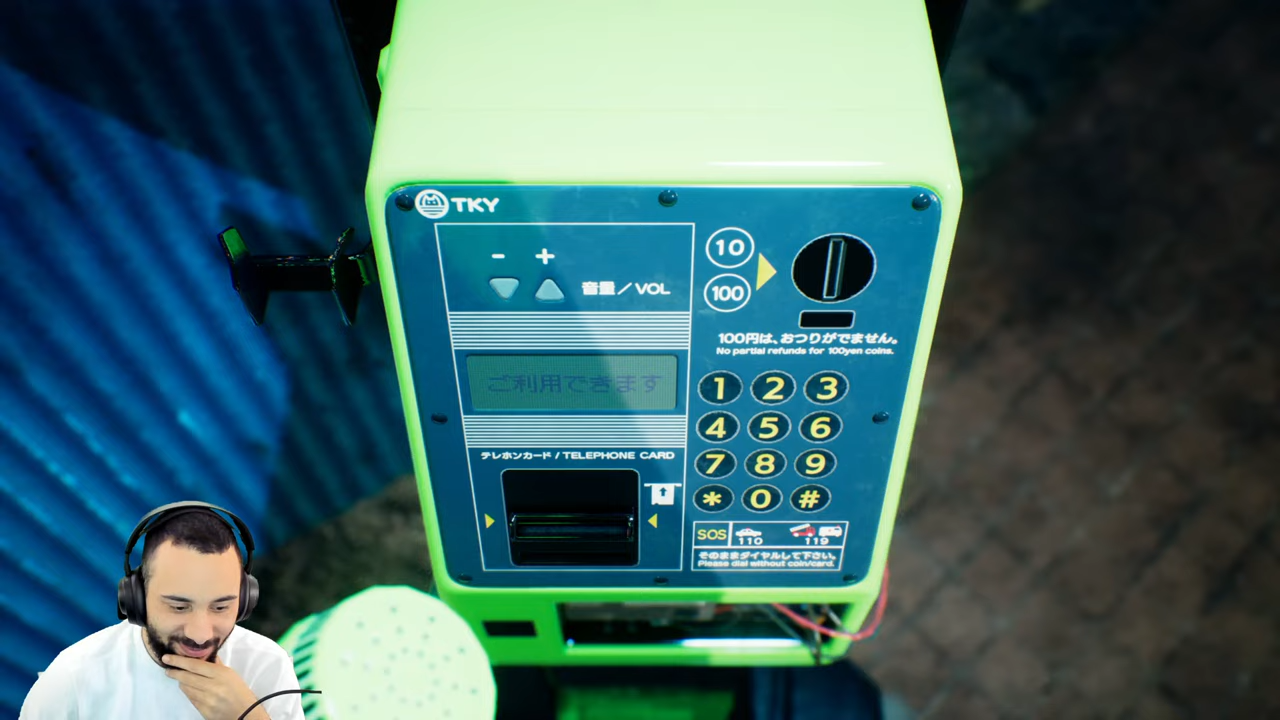 TKY
- +
音量/VOL
10
100
100円は、おつりがでません。
No partial refunds for 100yen coins.
ご利用できます
1 2 3
4 5 6
7 8 9
* 0 #
テレホンカード / TELEPHONE CARD
SOS 110 119
そのままダイヤルして下さい。
Please dial without coin/card.